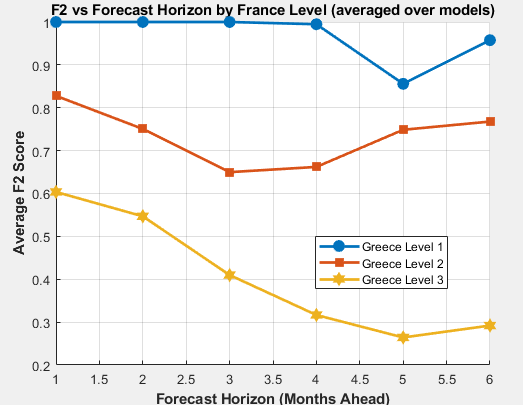 F2 vs Forecast Horizon by France Level (averaged over models)
1
0.9
0.8
0.7
0.6
0.5
0.4
0.3
0.2
Average F2 Score
Greece Level 1
Greece Level 2
Greece Level 3
1 1.5 2 2.5 3 3.5 4 4.5 5 5.5 6
Forecast Horizon (Months Ahead)